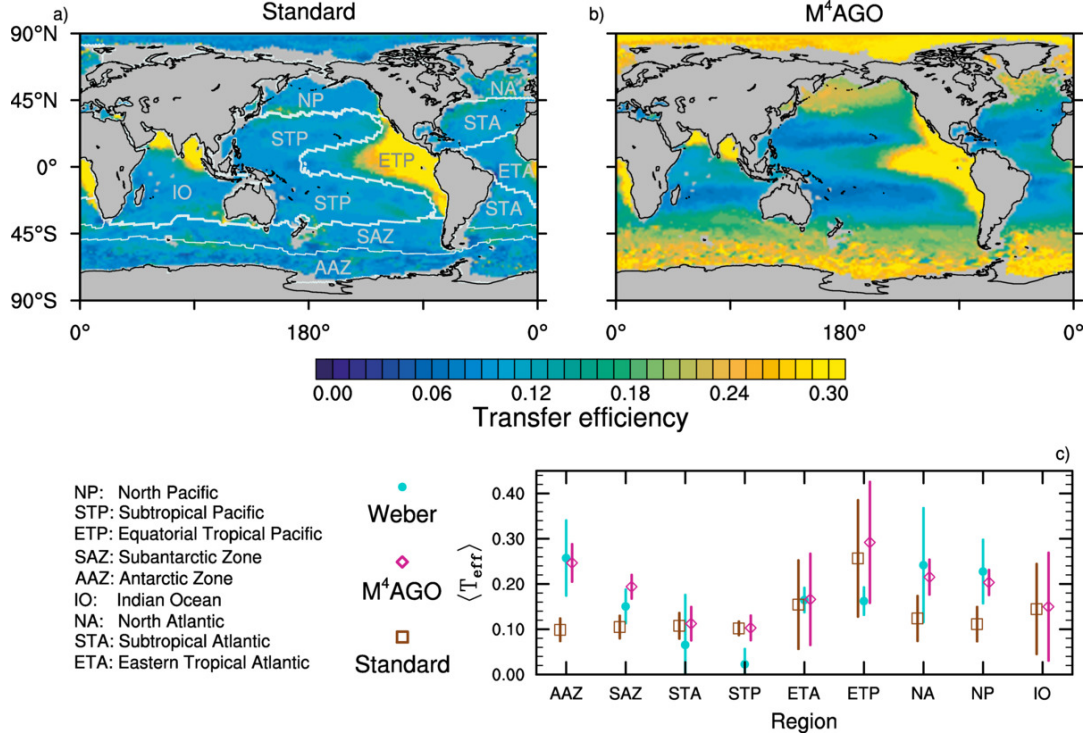 a) Standard
b) M⁴AGO
90°N
45°N
0°
45°S
90°S
NP
STP
ETP
STP
IO
SAZ
AAZ
NA
STA
ETA
STA
0° 180° 0°
0° 180° 0°
0.00 0.06 0.12 0.18 0.24 0.30
Transfer efficiency
NP: North Pacific
STP: Subtropical Pacific
ETP: Equatorial Tropical Pacific
SAZ: Subantarctic Zone
AAZ: Antarctic Zone
IO: Indian Ocean
NA: North Atlantic
STA: Subtropical Atlantic
ETA: Eastern Tropical Atlantic
Weber
M⁴AGO
Standard
c)
0.40
0.30
0.20
0.10
0.00
⟨Teff⟩
AAZ SAZ STA STP ETA ETP NA NP IO
Region